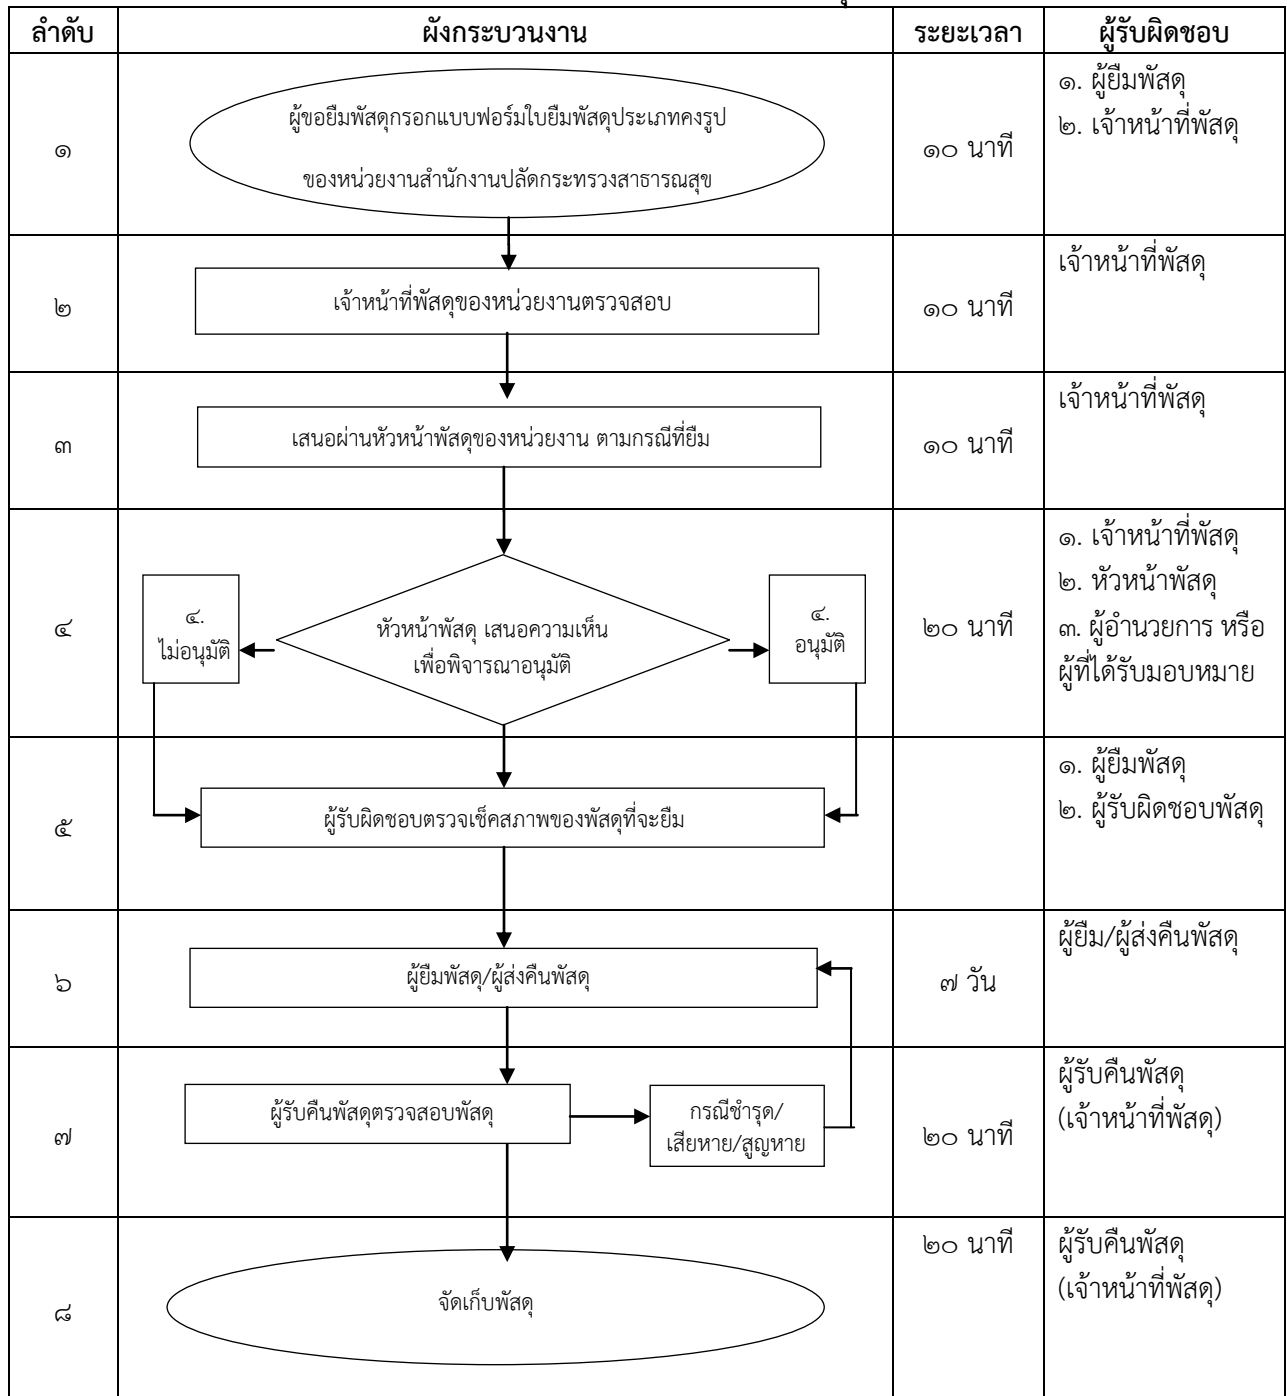 ลำดับ ผังกระบวนงาน ระยะเวลา ผู้รับผิดชอบ
๑
ผู้ขอยืมพัสดุกรอกแบบฟอร์มใบยืมพัสดุประเภทคงรูป
ของหน่วยงานสำนักงานปลัดกระทรวงสาธารณสุข
๑๐ นาที
๑. ผู้ยืมพัสดุ
๒. เจ้าหน้าที่พัสดุ
๒
เจ้าหน้าที่พัสดุของหน่วยงานตรวจสอบ
๑๐ นาที
เจ้าหน้าที่พัสดุ
๓
เสนอผ่านหัวหน้าพัสดุของหน่วยงาน ตามกรณีที่ยืม
๑๐ นาที
เจ้าหน้าที่พัสดุ
๔
๔.
ไม่อนุมัติ
หัวหน้าพัสดุ เสนอความเห็น
เพื่อพิจารณาอนุมัติ
๔.
อนุมัติ
๒๐ นาที
๑. เจ้าหน้าที่พัสดุ
๒. หัวหน้าพัสดุ
๓. ผู้อำนวยการ หรือ
ผู้ที่ได้รับมอบหมาย
๕
ผู้รับผิดชอบตรวจเช็คสภาพของพัสดุที่จะยืม
๑. ผู้ยืมพัสดุ
๒. ผู้รับผิดชอบพัสดุ
๖
ผู้ยืมพัสดุ/ผู้ส่งคืนพัสดุ
๗ วัน
ผู้ยืม/ผู้ส่งคืนพัสดุ
๗
ผู้รับคืนพัสดุตรวจสอบพัสดุ
กรณีชำรุด/
เสียหาย/สูญหาย
๒๐ นาที
ผู้รับคืนพัสดุ
(เจ้าหน้าที่พัสดุ)
๘
จัดเก็บพัสดุ
๒๐ นาที
ผู้รับคืนพัสดุ
(เจ้าหน้าที่พัสดุ)